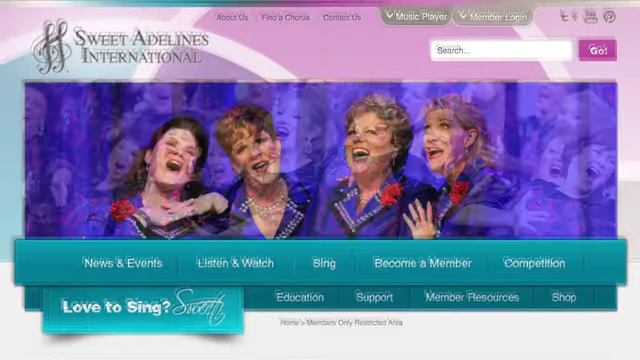 About Us Find a Chorus Contact Us Music Player Member Login
SWEET ADELINES
INTERNATIONAL
Search... Go!
News & Events Listen & Watch Sing Become a Member Competition
Love to Sing? Education Support Member Resources Shop
Home > Members Only Restricted Area